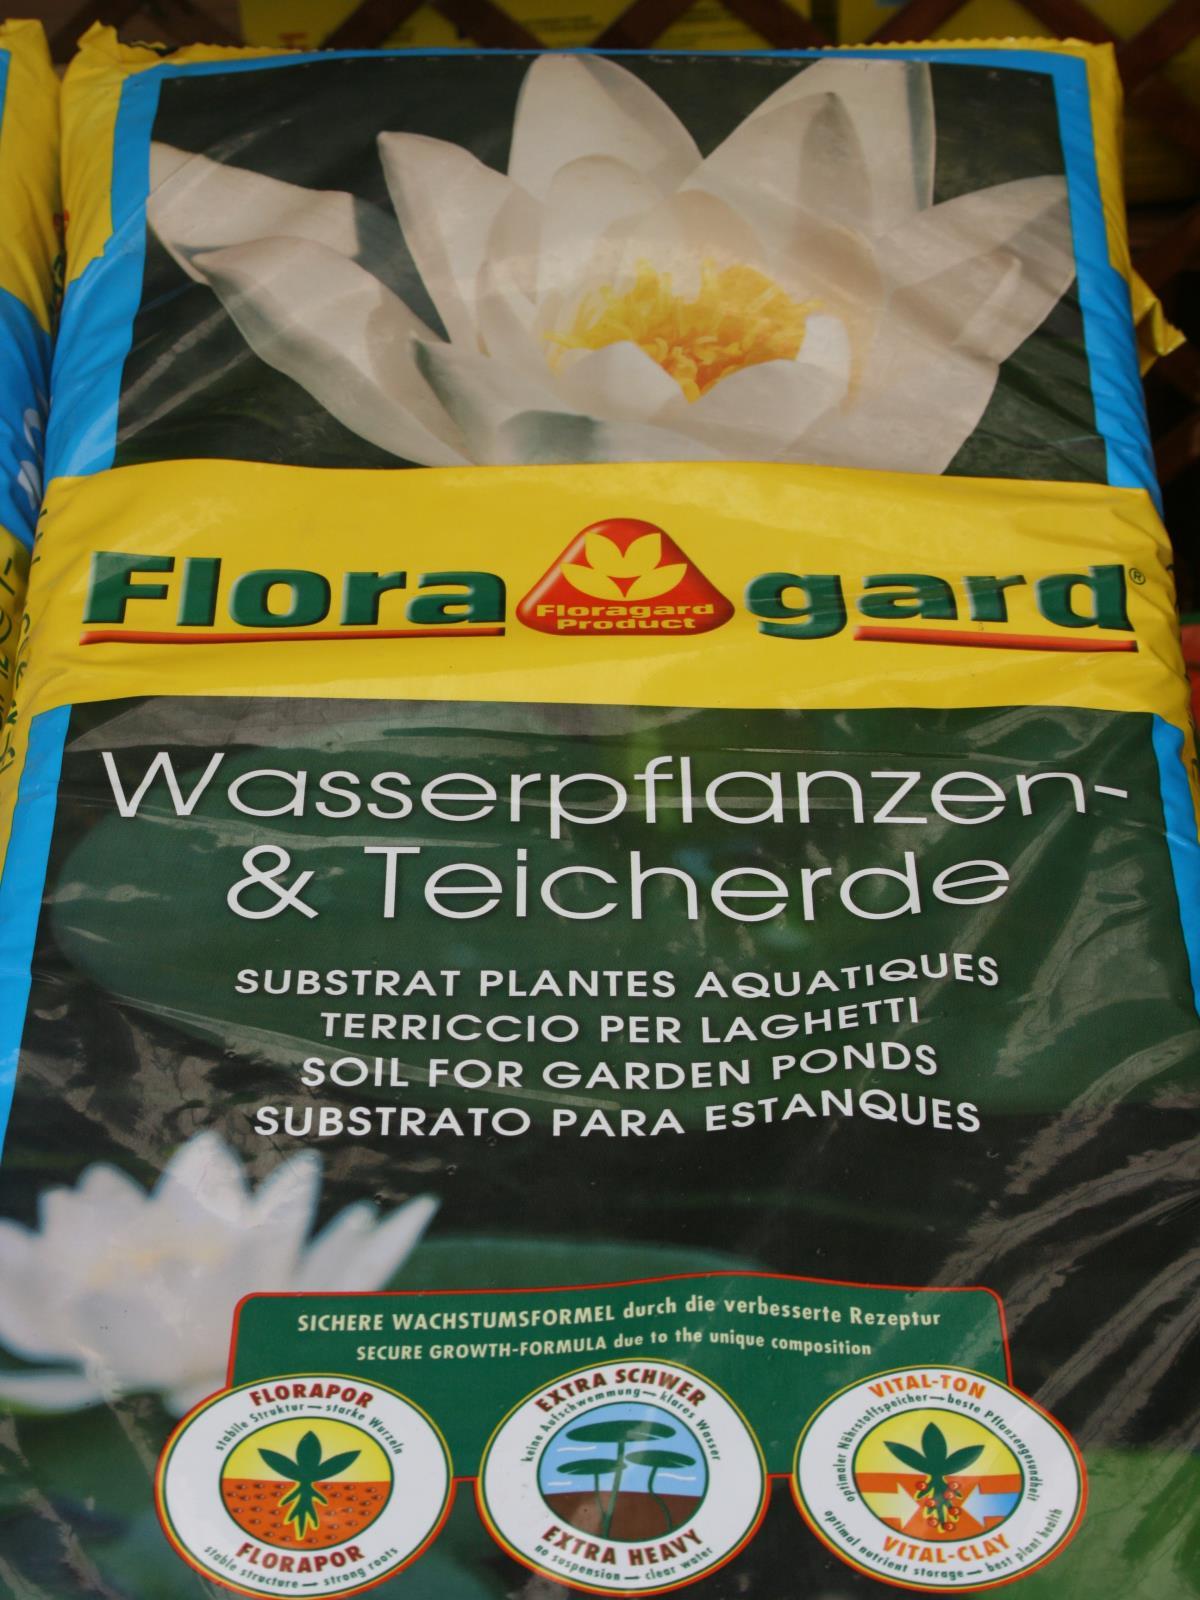 Flora gard®
Floragard
Product
Wasserpflanzen-
& Teicherde
SUBSTRAT PLANTES AQUATIQUES
TERRICCIO PER LAGHETTI
SOIL FOR GARDEN PONDS
SUBSTRATO PARA ESTANQUES
SICHERE WACHSTUMSFORMEL durch die verbesserte Rezeptur
SECURE GROWTH-FORMULA due to the unique composition
FLORAPOR
stabile Struktur → starke Wurzeln
FLORAPOR
stable structure → strong roots
EXTRA SCHWER
keine Aufschwemmung → klares Wasser
EXTRA HEAVY
no suspension → clear water
VITAL-TON
optimaler Nährstoffspeicher → beste Pflanzengesundheit
VITAL-CLAY
optimal nutrient storage → best plant health